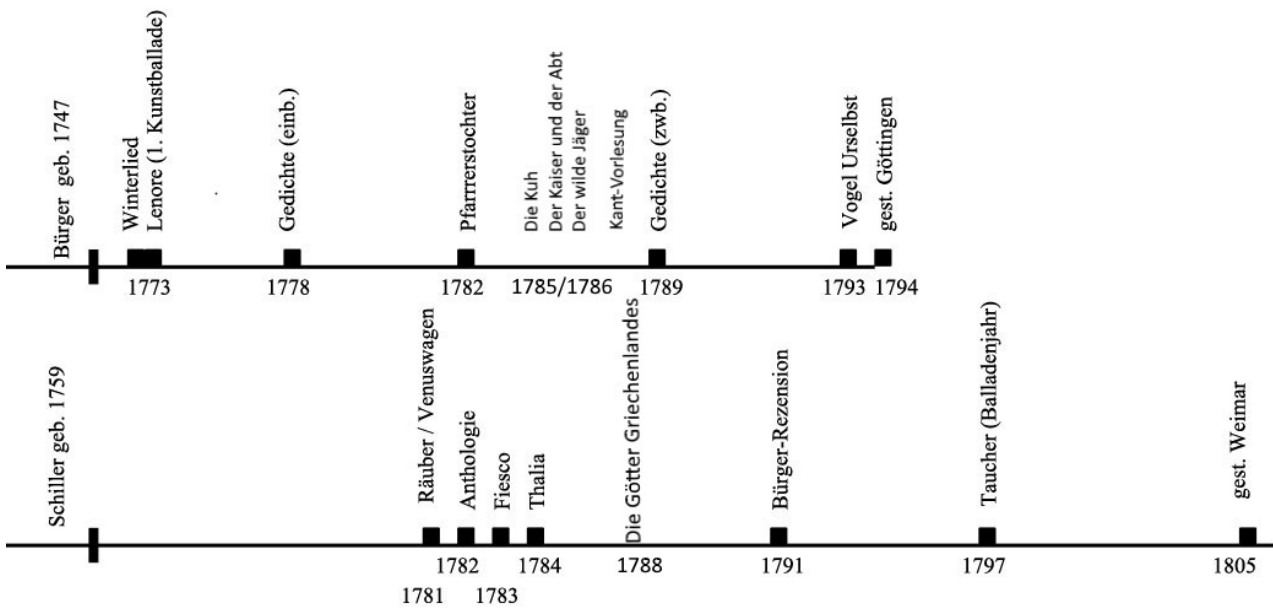 Bürger geb. 1747
Winterlied
Lenore (1. Kunstballade)
Gedichte (einb.)
Pfarrrerstochter
Die Kuh
Der Kaiser und der Abt
Der wilde Jäger
Kant-Vorlesung
Gedichte (zwb.)
Vogel Urselbst
gest. Göttingen
1773
1778
1782
1785/1786
1789
1793
1794
Schiller geb. 1759
Räuber / Venuswagen
Anthologie
Fiesco
Thalia
Die Götter Griechenlandes
Bürger-Rezension
Taucher (Balladenjahr)
gest. Weimar
1781
1782
1783
1784
1788
1791
1797
1805